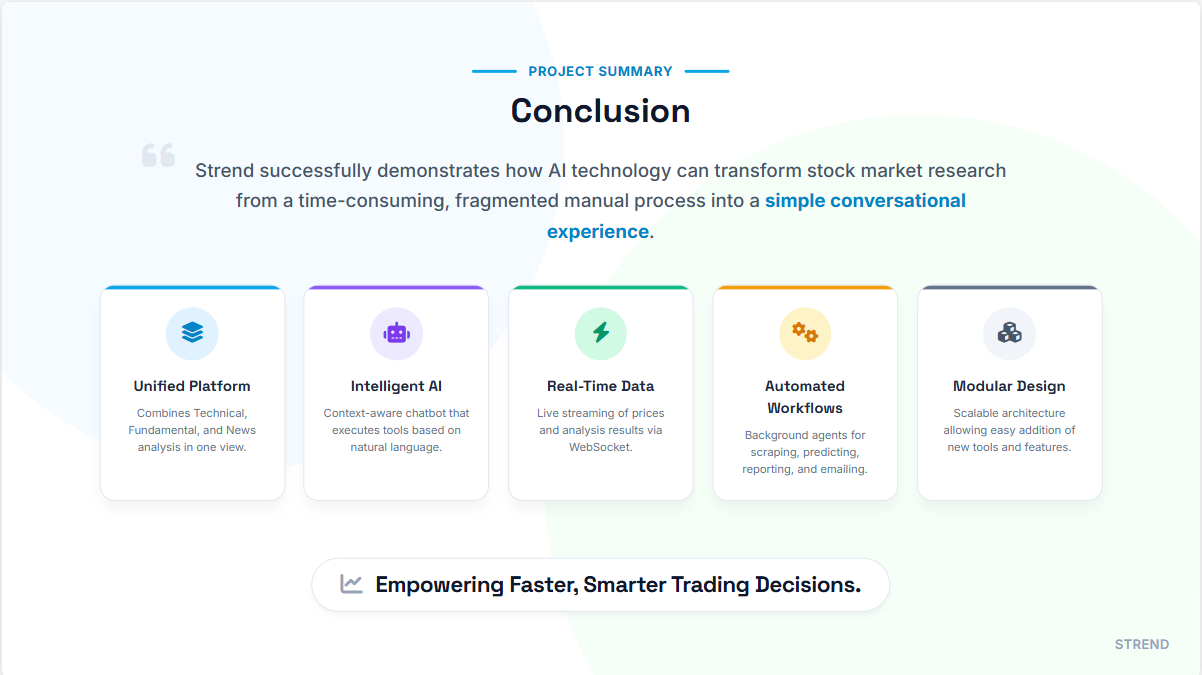 PROJECT SUMMARY
Conclusion
Strend successfully demonstrates how AI technology can transform stock market research
from a time-consuming, fragmented manual process into a simple conversational
experience.
Unified Platform
Combines Technical,
Fundamental, and News
analysis in one view.
Intelligent AI
Context-aware chatbot that
executes tools based on
natural language.
Real-Time Data
Live streaming of prices
and analysis results via
WebSocket.
Automated
Workflows
Background agents for
scraping, predicting,
reporting, and emailing.
Modular Design
Scalable architecture
allowing easy addition of
new tools and features.
Empowering Faster, Smarter Trading Decisions.
STREND